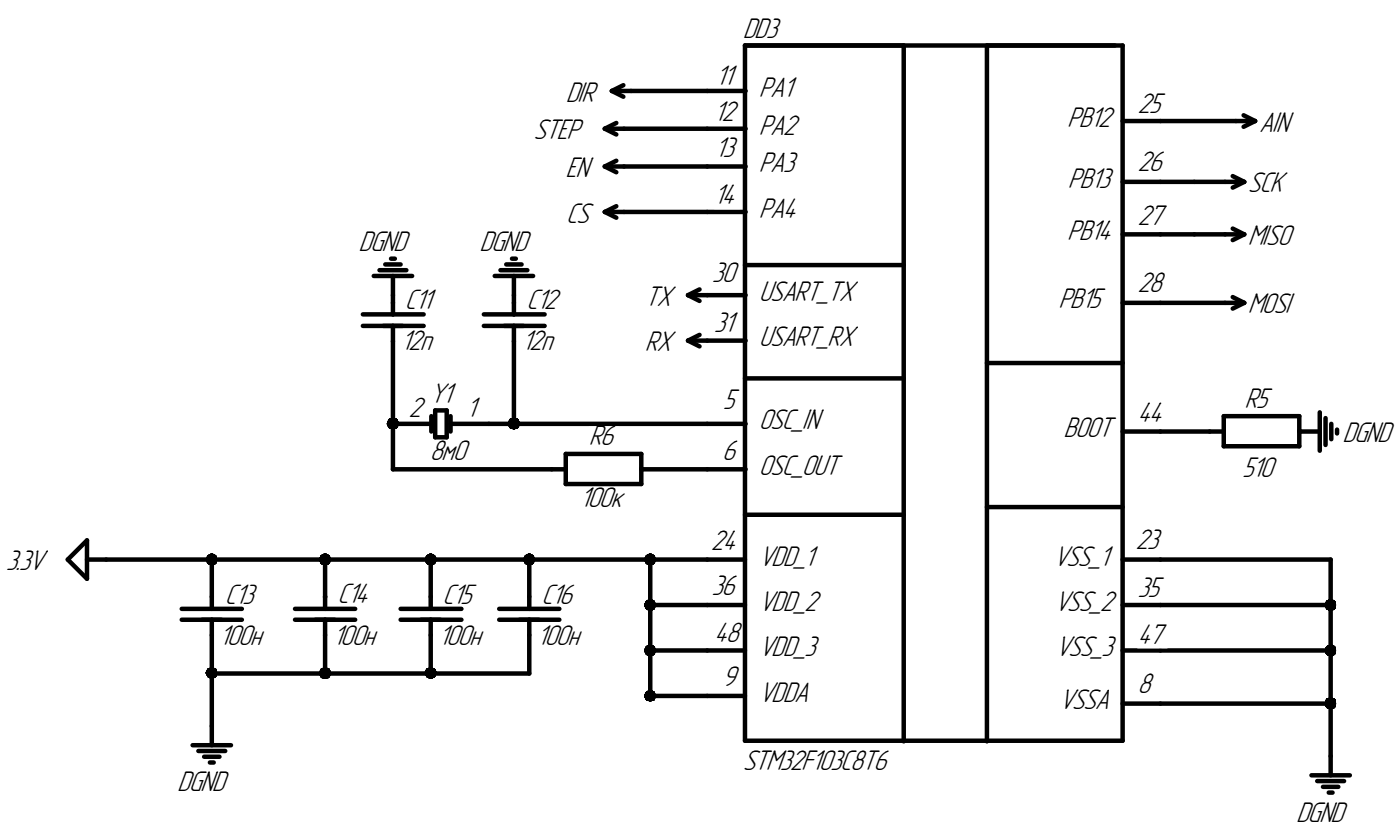 DD3
DIR 11 PA1
STEP 12 PA2
EN 13 PA3
CS 14 PA4
TX 30 USART_TX
RX 31 USART_RX
5 OSC_IN
6 OSC_OUT
24 VDD_1
36 VDD_2
48 VDD_3
9 VDDA
PB12 25 AIN
PB13 26 SCK
PB14 27 MISO
PB15 28 MOSI
BOOT 44
R5
510
DGND
VSS_1 23
VSS_2 35
VSS_3 47
VSSA 8
DGND
STM32F103C8T6
DGND
C11
12п
DGND
C12
12п
2 Y1 1
8м0
R6
100к
3.3V
C13
100н
C14
100н
C15
100н
C16
100н
DGND